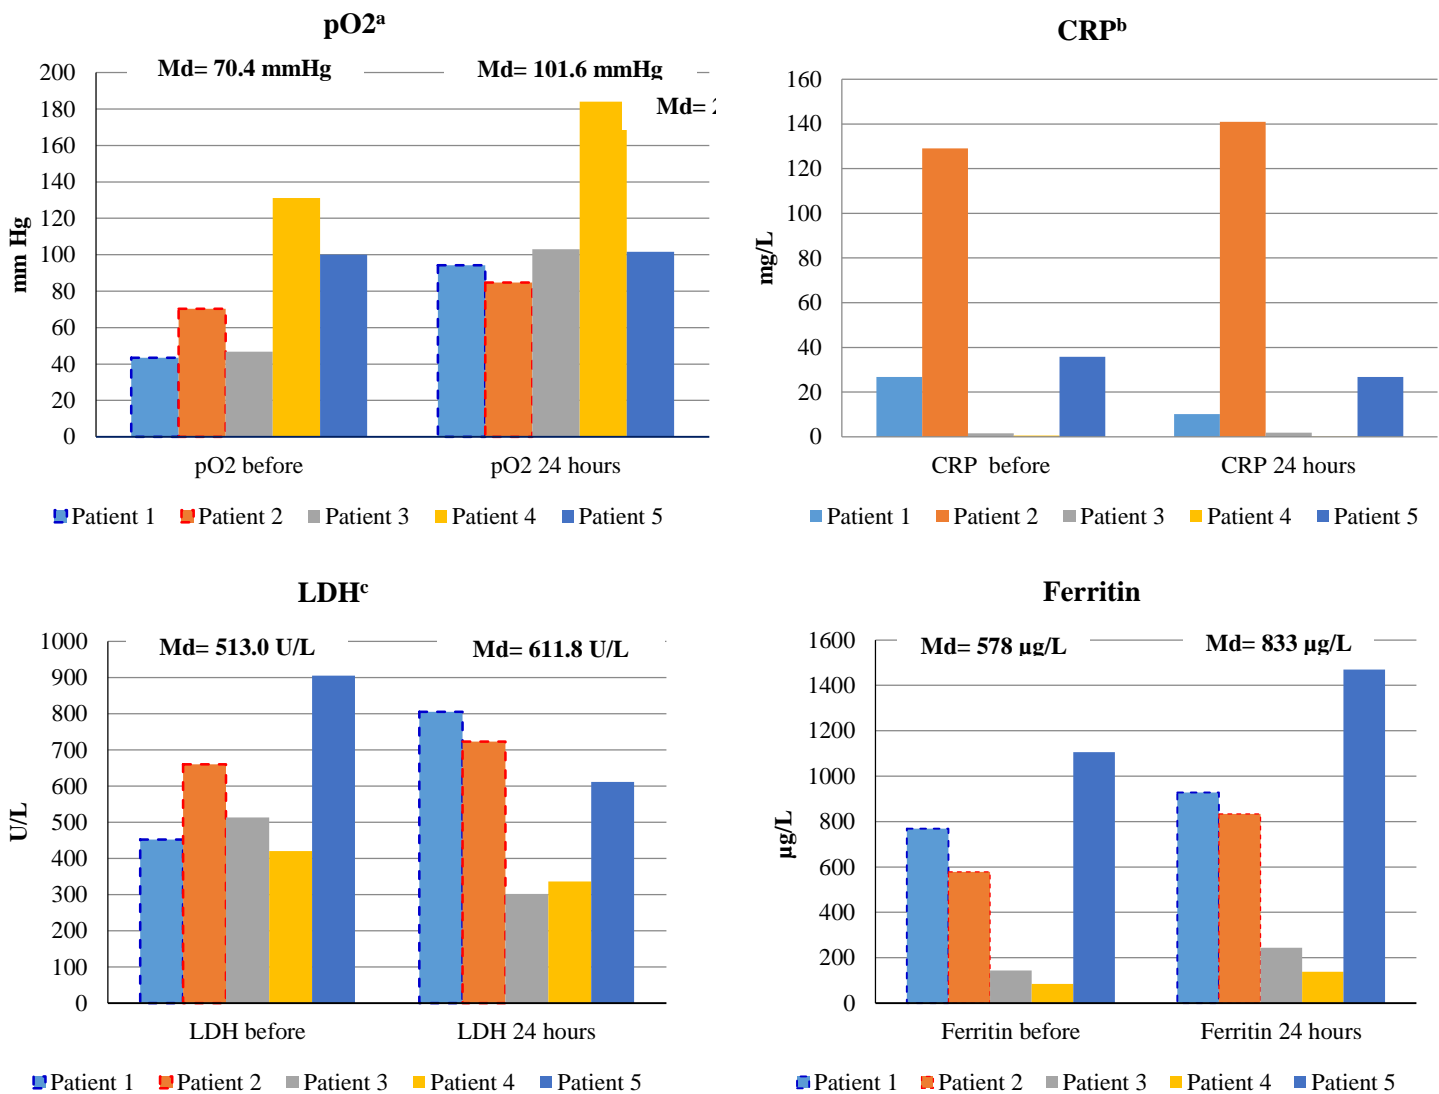 pO2ᵃ
Md= 70.4 mmHg
Md= 101.6 mmHg
Md=
200
180
160
140
120
100
80
60
40
20
0
mm Hg
pO2 before
pO2 24 hours
Patient 1
Patient 2
Patient 3
Patient 4
Patient 5
CRPᵇ
160
140
120
100
80
60
40
20
0
mg/L
CRP before
CRP 24 hours
Patient 1
Patient 2
Patient 3
Patient 4
Patient 5
LDHᶜ
Md= 513.0 U/L
Md= 611.8 U/L
1000
900
800
700
600
500
400
300
200
100
0
U/L
LDH before
LDH 24 hours
Patient 1
Patient 2
Patient 3
Patient 4
Patient 5
Ferritin
Md= 578 µg/L
Md= 833 µg/L
1600
1400
1200
1000
800
600
400
200
0
µg/L
Ferritin before
Ferritin 24 hours
Patient 1
Patient 2
Patient 3
Patient 4
Patient 5